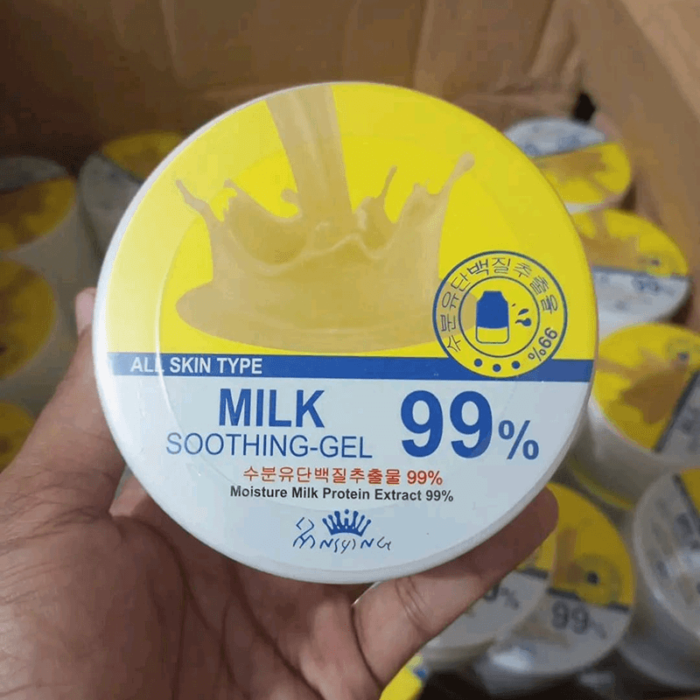 수분유단백질추출물 99%
ALL SKIN TYPE
MILK
SOOTHING-GEL
99%
수분유단백질추출물 99%
Moisture Milk Protein Extract 99%
99%